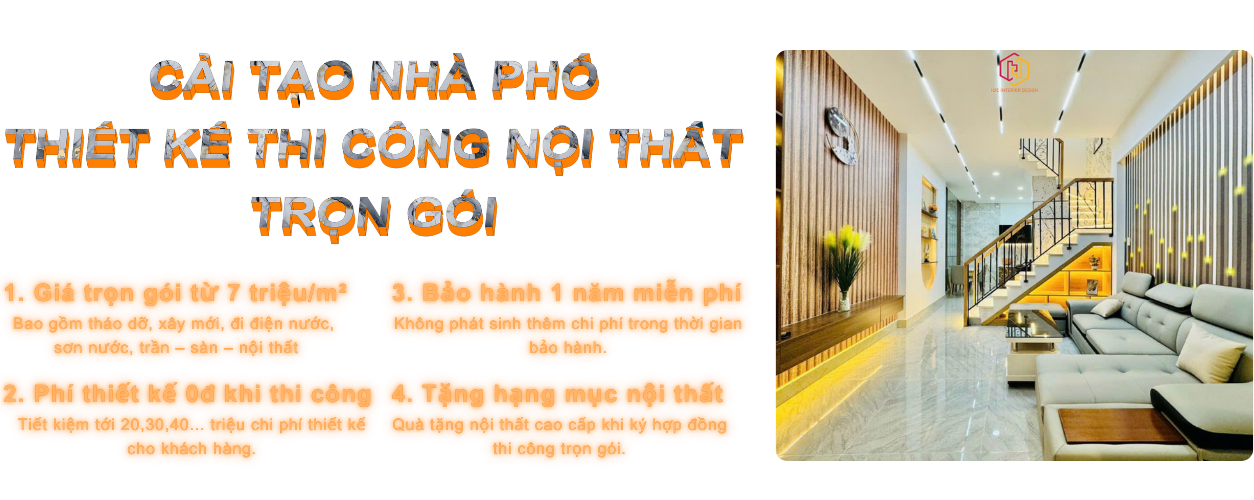 CẢI TẠO NHÀ PHỐ
THIẾT KẾ THI CÔNG NỘI THẤT
TRỌN GÓI
1. Giá trọn gói từ 7 triệu/m²
Bao gồm tháo dỡ, xây mới, đi điện nước,
sơn nước, trần – sàn – nội thất
2. Phí thiết kế 0đ khi thi công
Tiết kiệm tới 20,30,40... triệu chi phí thiết kế
cho khách hàng.
3. Bảo hành 1 năm miễn phí
Không phát sinh thêm chi phí trong thời gian
bảo hành.
4. Tặng hạng mục nội thất
Quà tặng nội thất cao cấp khi ký hợp đồng
thi công trọn gói.
INTERIOR DESIGN